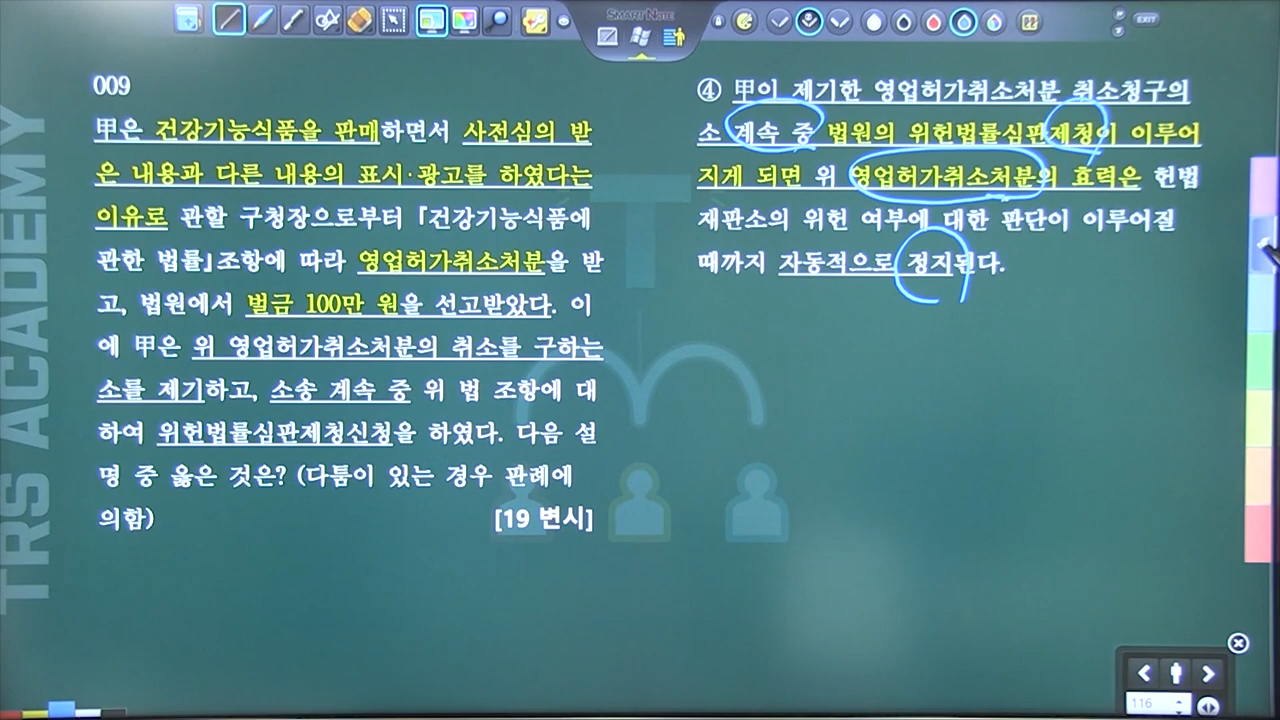 SMART NOTE
EXIT
TRS ACADEMY
009
甲은 건강기능식품을 판매하면서 사전심의 받
은 내용과 다른 내용의 표시·광고를 하였다는
이유로 관할 구청장으로부터 「건강기능식품에
관한 법률」조항에 따라 영업허가취소처분을 받
고, 법원에서 벌금 100만 원을 선고받았다. 이
에 甲은 위 영업허가취소처분의 취소를 구하는
소를 제기하고, 소송 계속 중 위 법 조항에 대
하여 위헌법률심판제청신청을 하였다. 다음 설
명 중 옳은 것은? (다툼이 있는 경우 판례에
의함)
[19 변시]
④ 甲이 제기한 영업허가취소처분 취소청구의
소 계속 중 법원의 위헌법률심판제청이 이루어
지게 되면 위 영업허가취소처분의 효력은 헌법
재판소의 위헌 여부에 대한 판단이 이루어질
때까지 자동적으로 정지된다.
116